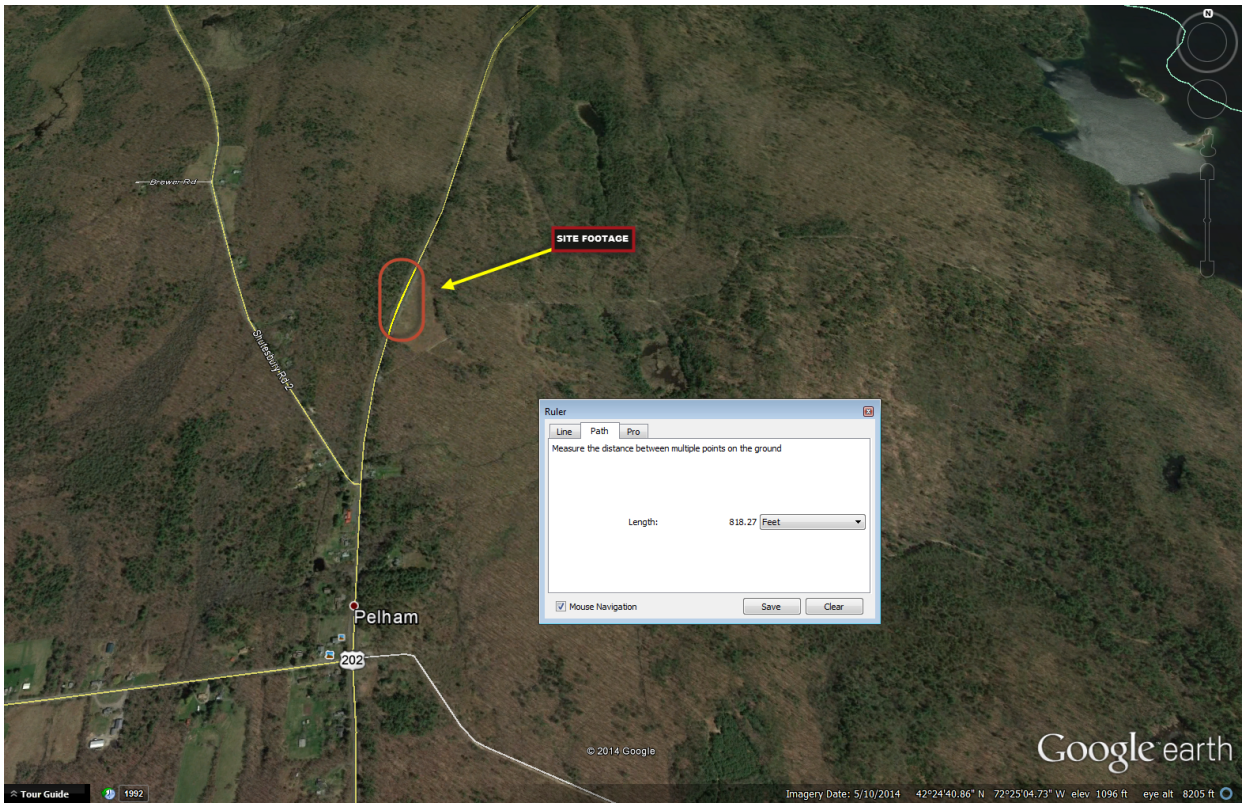 N
Brewer Rd
SITE FOOTAGE
Shutesbury Rd 2
Ruler
Line Path Pro
Measure the distance between multiple points on the ground
Length: 818.27 Feet
Mouse Navigation Save Clear
Pelham
202
© 2014 Google
Google earth
Tour Guide 1992 Imagery Date: 5/10/2014 42°24'40.86" N 72°25'04.73" W elev 1096 ft eye alt 8205 ft